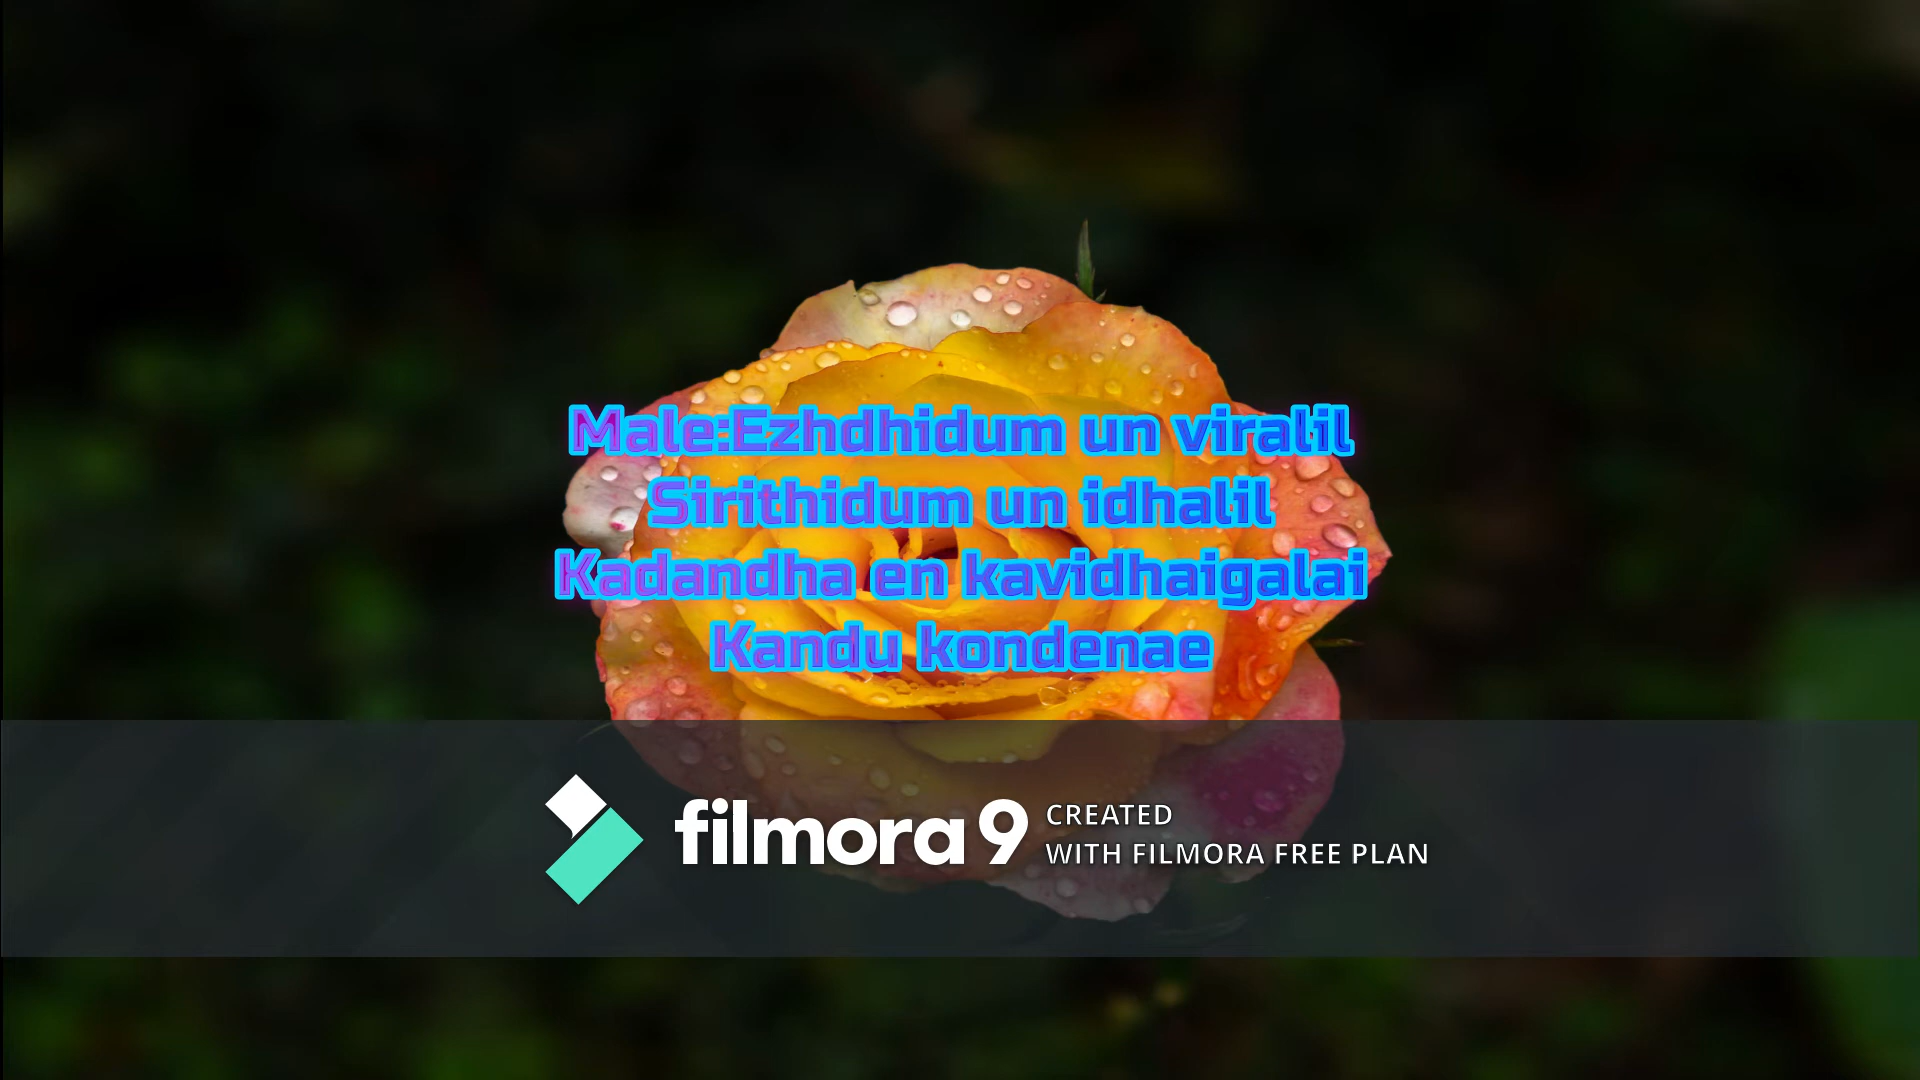 Male:Ezhdhidum un viralil
Sirithidum un idhalil
Kadandha en kavidhaigalai
Kandu kondenae
filmora 9 CREATED
WITH FILMORA FREE PLAN